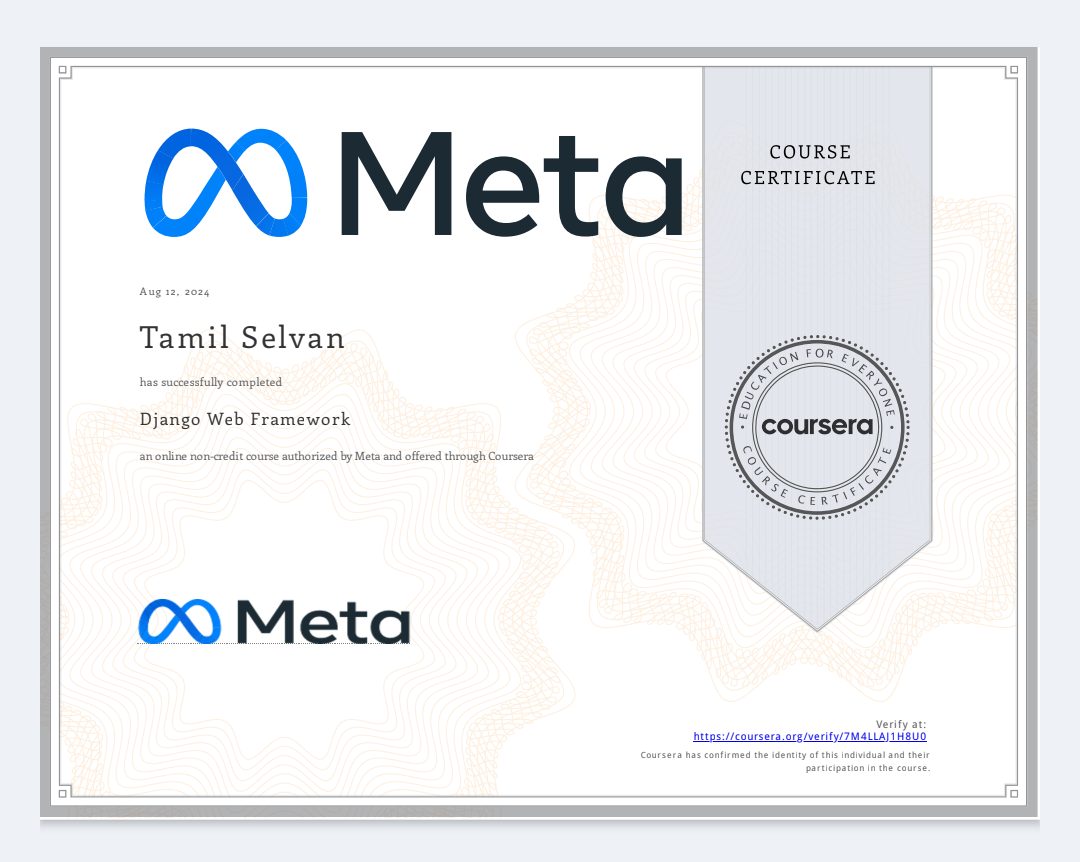 Meta
COURSE
CERTIFICATE
Aug 12, 2024
Tamil Selvan
has successfully completed
Django Web Framework
an online non-credit course authorized by Meta and offered through Coursera
EDUCATION FOR EVERYONE
coursera
COURSE CERTIFICATE
Meta
Verify at:
https://coursera.org/verify/7M4LLAJ1H8U0
Coursera has confirmed the identity of this individual and their
participation in the course.